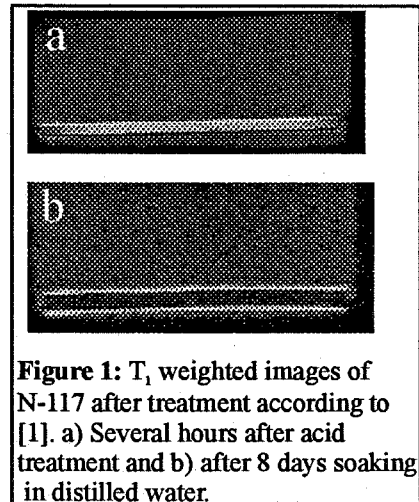 a
b
Figure 1: T₁ weighted images of
N-117 after treatment according to
[1]. a) Several hours after acid
treatment and b) after 8 days soaking
in distilled water.